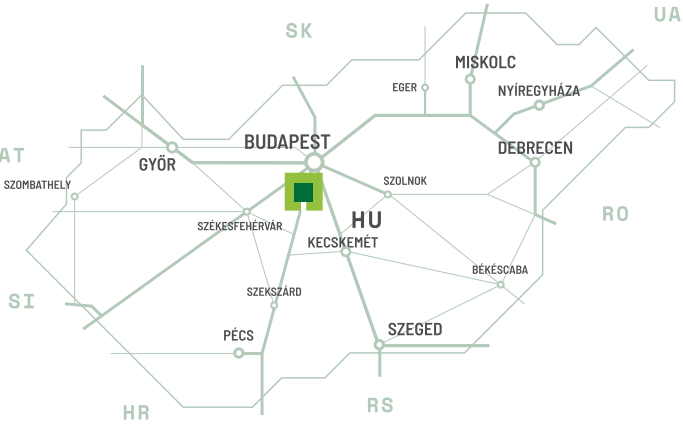 UA
SK
MISKOLC
EGER
NYÍREGYHÁZA
BUDAPEST
DEBRECEN
AT
GYŐR
SZOMBATHELY
SZOLNOK
HU
RO
SZÉKESFEHÉRVÁR
KECSKEMÉT
BÉKÉSCABA
SZEKSZÁRD
SI
PÉCS
SZEGED
HR
RS